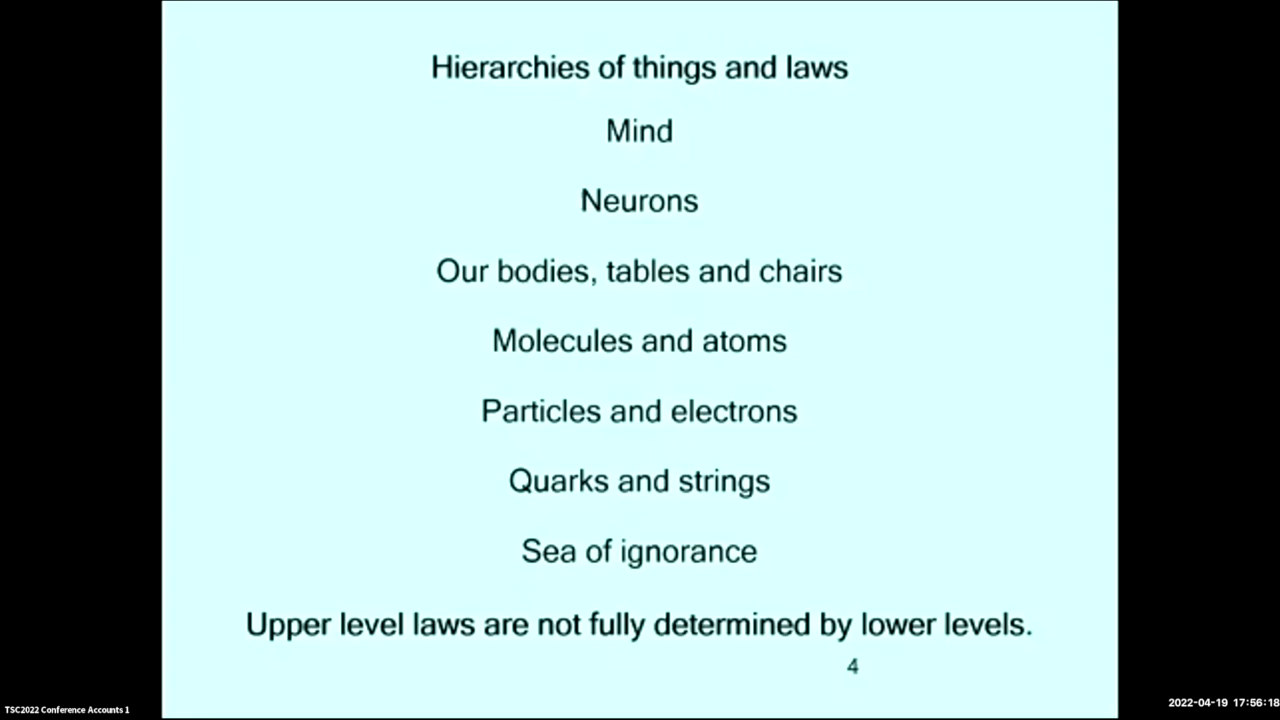 Hierarchies of things and laws
Mind
Neurons
Our bodies, tables and chairs
Molecules and atoms
Particles and electrons
Quarks and strings
Sea of ignorance
Upper level laws are not fully determined by lower levels.
4
TSC2022 Conference Accounts 1
2022-04-19 17:56:18